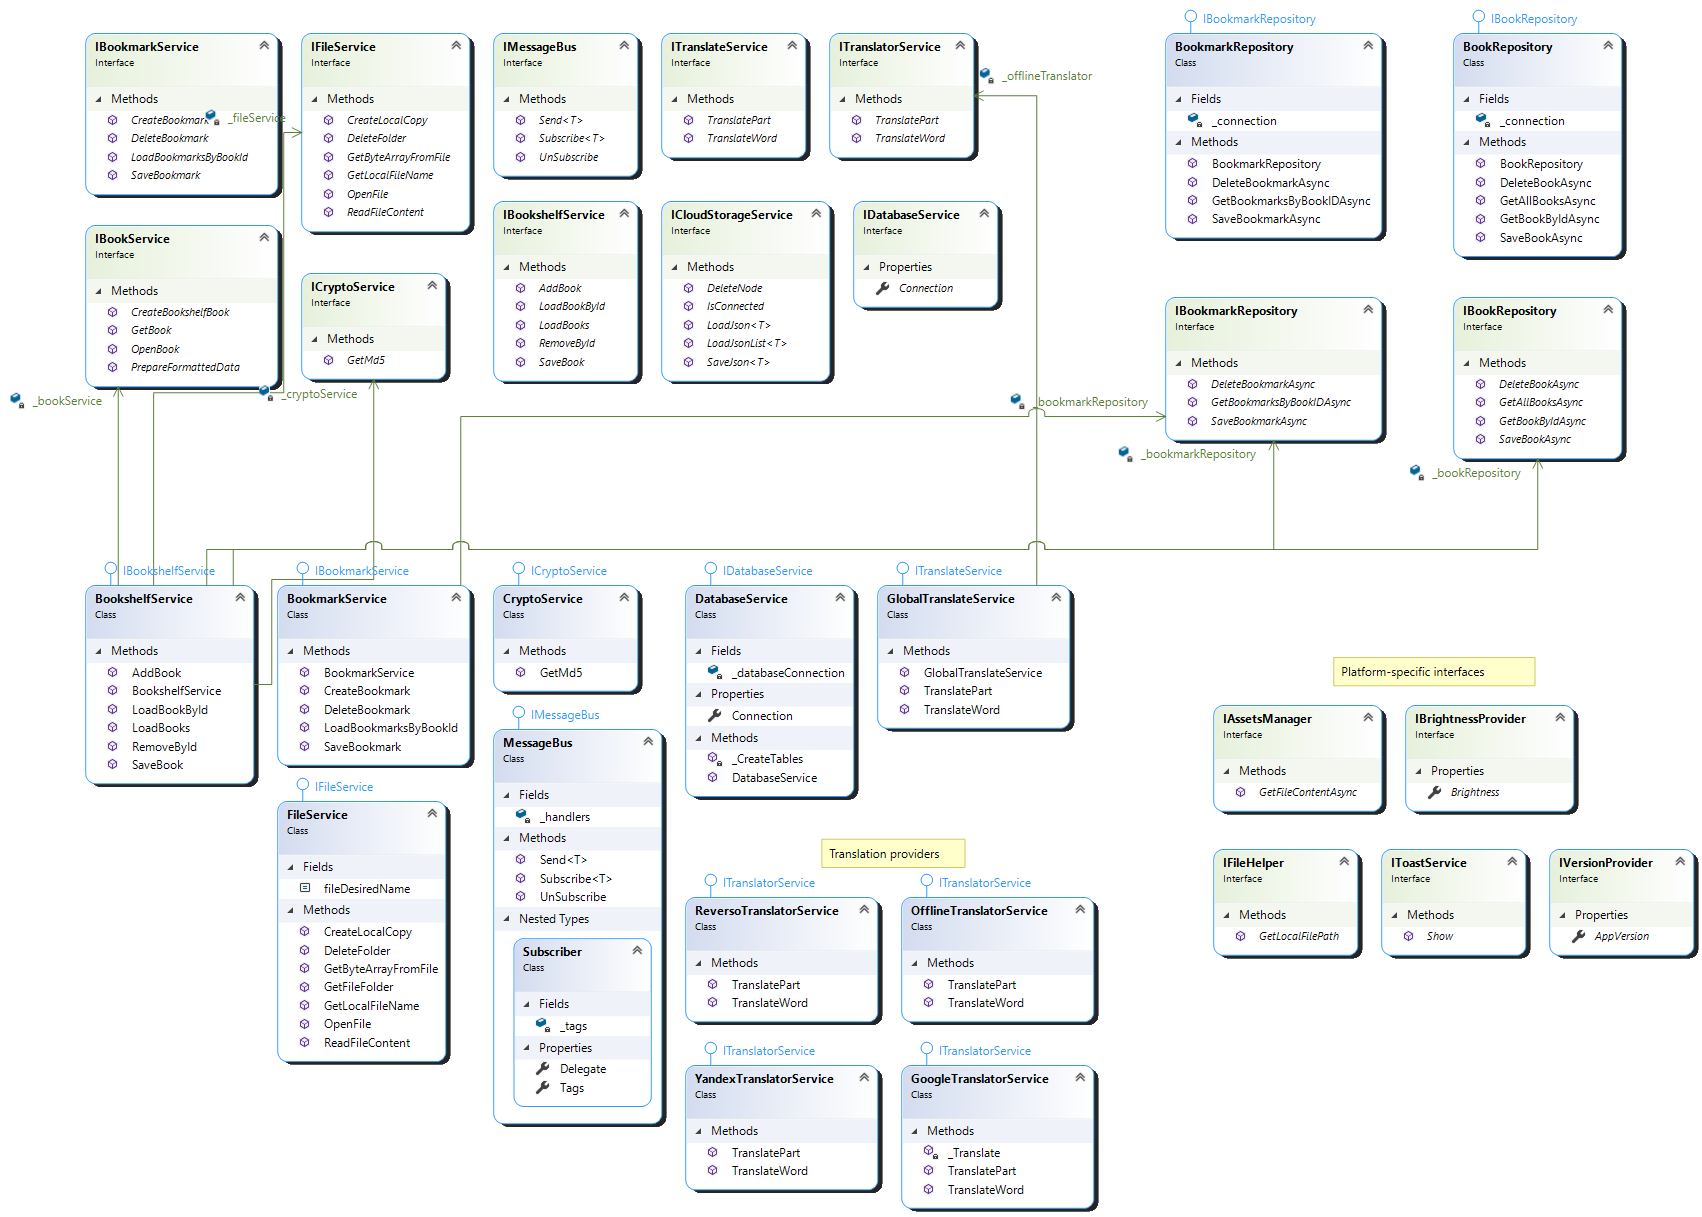 IBookmarkService
Interface
Methods
CreateBookmark
DeleteBookmark
LoadBookmarksByBookId
SaveBookmark
_fileService
IFileService
Interface
Methods
CreateLocalCopy
DeleteFolder
GetByteArrayFromFile
GetLocalFileName
OpenFile
ReadFileContent
IMessageBus
Interface
Methods
Send<T>
Subscribe<T>
UnSubscribe
ITranslateService
Interface
Methods
TranslatePart
TranslateWord
ITranslatorService
Interface
Methods
TranslatePart
TranslateWord
_offlineTranslator
IBookmarkRepository
BookmarkRepository
Class
Fields
_connection
Methods
BookmarkRepository
DeleteBookmarkAsync
GetBookmarksByBookIDAsync
SaveBookmarkAsync
IBookRepository
BookRepository
Class
Fields
_connection
Methods
BookRepository
DeleteBookAsync
GetAllBooksAsync
GetBookByIdAsync
SaveBookAsync
IBookService
Interface
Methods
CreateBookshelfBook
GetBook
OpenBook
PrepareFormattedData
_bookService
ICryptoService
Interface
Methods
GetMd5
_cryptoService
IBookshelfService
Interface
Methods
AddBook
LoadBookById
LoadBooks
RemoveById
SaveBook
ICloudStorageService
Interface
Methods
DeleteNode
IsConnected
LoadJson<T>
LoadJsonList<T>
SaveJson<T>
IDatabaseService
Interface
Properties
Connection
IBookmarkRepository
Interface
Methods
DeleteBookmarkAsync
GetBookmarksByBookIDAsync
SaveBookmarkAsync
_bookmarkRepository
_bookmarkRepository
IBookRepository
Interface
Methods
DeleteBookAsync
GetAllBooksAsync
GetBookByIdAsync
SaveBookAsync
_bookRepository
IBookshelfService
BookshelfService
Class
Methods
AddBook
BookshelfService
LoadBookById
LoadBooks
RemoveById
SaveBook
IBookmarkService
BookmarkService
Class
Methods
BookmarkService
CreateBookmark
DeleteBookmark
LoadBookmarksByBookId
SaveBookmark
ICryptoService
CryptoService
Class
Methods
GetMd5
IDatabaseService
DatabaseService
Class
Fields
_databaseConnection
Properties
Connection
Methods
_CreateTables
DatabaseService
ITranslateService
GlobalTranslateService
Class
Methods
GlobalTranslateService
TranslatePart
TranslateWord
IFileService
FileService
Class
Fields
fileDesiredName
Methods
CreateLocalCopy
DeleteFolder
GetByteArrayFromFile
GetFileFolder
GetLocalFileName
OpenFile
ReadFileContent
IMessageBus
MessageBus
Class
Fields
_handlers
Methods
Send<T>
Subscribe<T>
UnSubscribe
Nested Types
Subscriber
Class
Fields
_tags
Properties
Delegate
Tags
Translation providers
ITranslatorService
ReversoTranslatorService
Class
Methods
TranslatePart
TranslateWord
ITranslatorService
OfflineTranslatorService
Class
Methods
TranslatePart
TranslateWord
ITranslatorService
YandexTranslatorService
Class
Methods
TranslatePart
TranslateWord
ITranslatorService
GoogleTranslatorService
Class
Methods
_Translate
TranslatePart
TranslateWord
Platform-specific interfaces
IAssetsManager
Interface
Methods
GetFileContentAsync
IBrightnessProvider
Interface
Properties
Brightness
IFileHelper
Interface
Methods
GetLocalFilePath
IToastService
Interface
Methods
Show
IVersionProvider
Interface
Properties
AppVersion